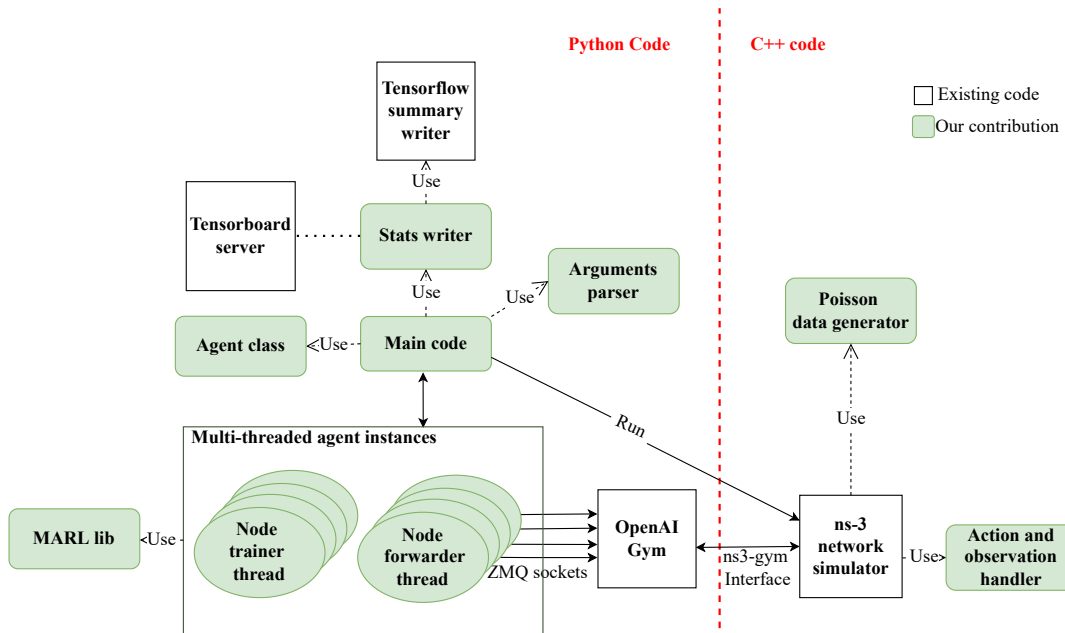 Python Code
C++ code
Existing code
Our contribution
Tensorflow
summary
writer
Use
Tensorboard
server
Stats writer
Use
Use
Arguments
parser
Poisson
data generator
Agent class
Use
Main code
Use
Run
Multi-threaded agent instances
MARL lib
Use
Node
trainer
thread
Node
forwarder
thread
ZMQ sockets
OpenAI
Gym
ns3-gym
Interface
ns-3
network
simulator
Use
Action and
observation
handler